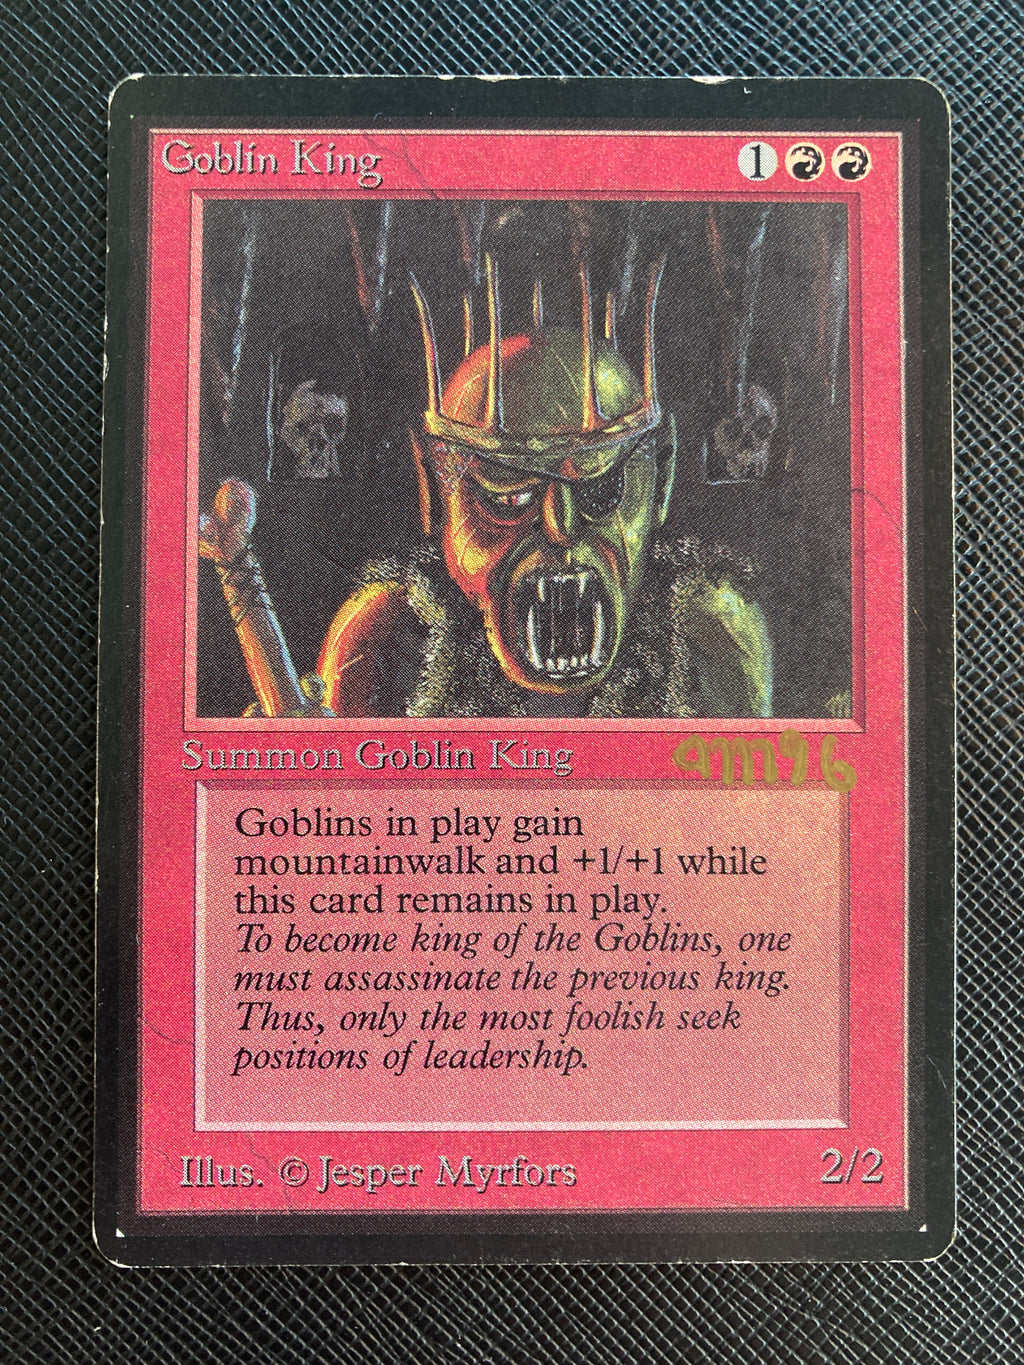 Goblin King 1
Summon Goblin King am96
Goblins in play gain
mountainwalk and +1/+1 while
this card remains in play.
To become king of the Goblins, one
must assassinate the previous king.
Thus, only the most foolish seek
positions of leadership.
Illus. © Jesper Myrfors 2/2